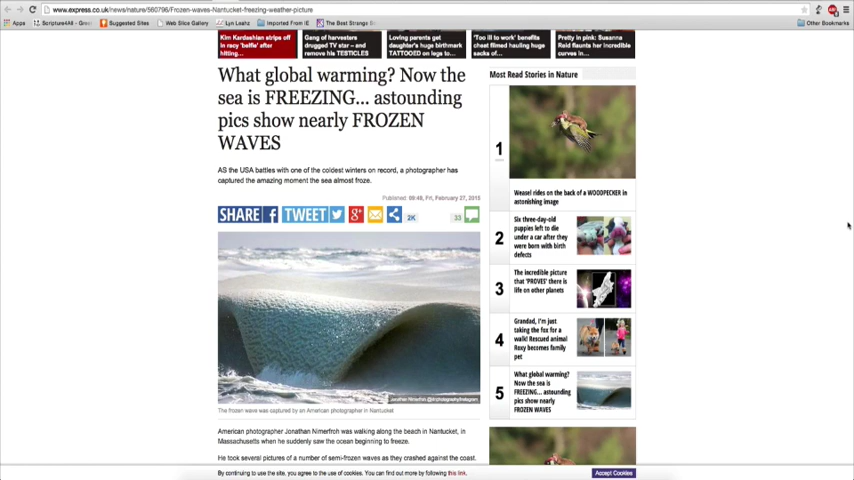 www.express.co.uk/news/nature/560796/Frozen-waves-Nantucket-freezing-weather-picture
Apps
Scripture4All - Gree
Suggested Sites
Web Slice Gallery
Lyn Leahz
Imported From IE
The Best Strange S
Other Bookmarks
Kim Kardashian strips off
in racy 'belfie' after
hitting...
Gang of harvesters
drugged TV star – and
remove his TESTICLES
Loving parents get
daughter's huge birthmark
TATTOOED on legs to...
'Too ill to work' benefits
cheat filmed hauling huge
sacks of...
Pretty in pink: Susanna
Reid flaunts her incredible
curves in...
What global warming? Now the
sea is FREEZING... astounding
pics show nearly FROZEN
WAVES
AS the USA battles with one of the coldest winters on record, a photographer has
captured the amazing moment the sea almost froze.
Published: 09:48, Fri, February 27, 2015
SHARE f
TWEET
g+
2K
33
Jonathan Nimerfroh @jdnphotography/Instagram
The frozen wave was captured by an American photographer in Nantucket
American photographer Jonathan Nimerfroh was walking along the beach in Nantucket, in
Massachusetts when he suddenly saw the ocean beginning to freeze.
He took several pictures of a number of semi-frozen waves as they crashed against the coast.
Most Read Stories in Nature
1
Weasel rides on the back of a WOODPECKER in
astonishing image
2
Six three-day-old
puppies left to die
under a car after they
were born with birth
defects
3
The incredible picture
that 'PROVES' there is
life on other planets
4
Grandad, I'm just
taking the fox for a
walk! Rescued animal
Roxy becomes family
pet
5
What global warming?
Now the sea is
FREEZING... astounding
pics show nearly
FROZEN WAVES
By continuing to use the site, you agree to the use of cookies. You can find out more by following this link.
Accept Cookies